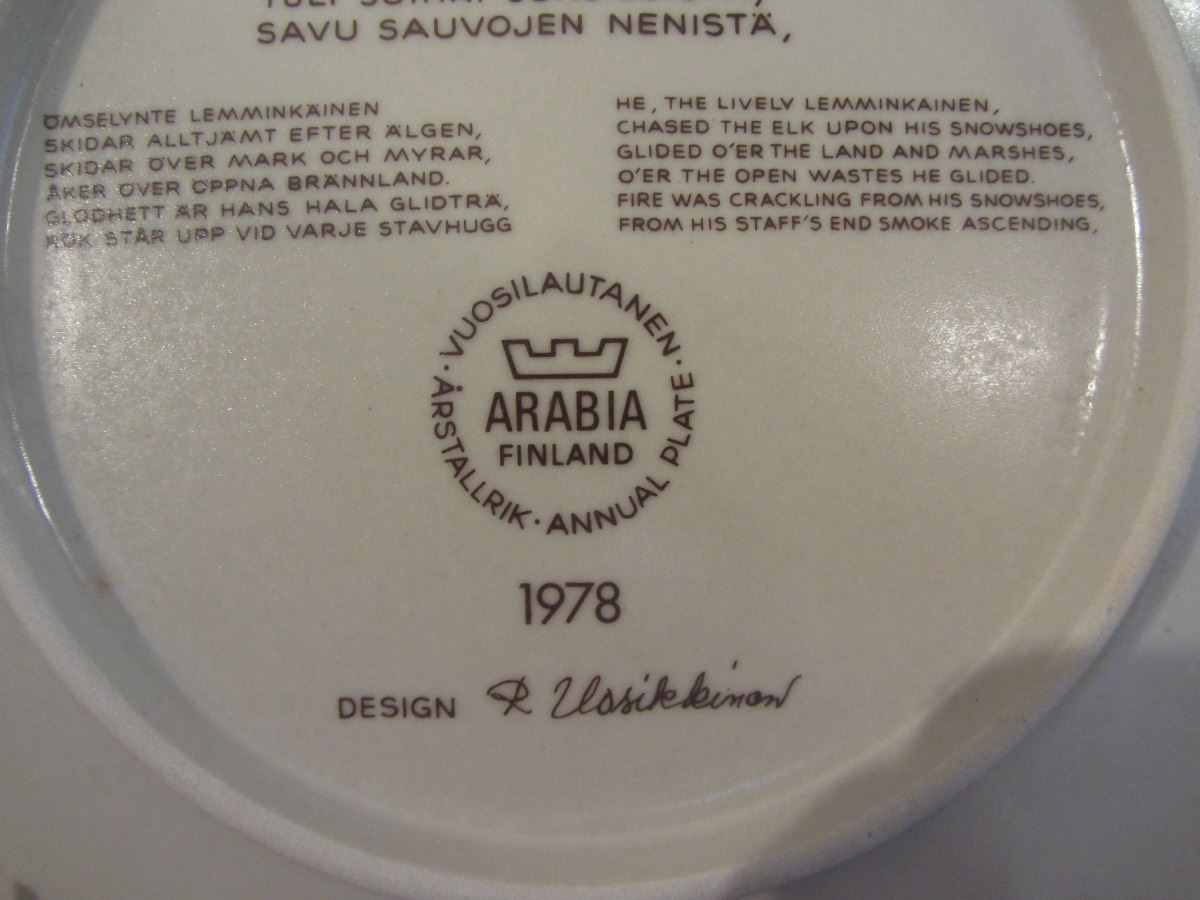 SAVU SAUVOJEN NENISTÄ,
OMSELYNTE LEMMINKÄINEN
SKIDAR ALLTJÄMT EFTER ÄLGEN,
SKIDAR ÖVER MARK OCH MYRAR,
ÅKER ÖVER ÖPPNA BRÄNNLAND.
GLÖDHETT ÄR HANS HALA GLIDTRÄ,
RÖK STÅR UPP VID VARJE STAVHUGG
HE, THE LIVELY LEMMINKAINEN,
CHASED THE ELK UPON HIS SNOWSHOES,
GLIDED O'ER THE LAND AND MARSHES,
O'ER THE OPEN WASTES HE GLIDED.
FIRE WAS CRACKLING FROM HIS SNOWSHOES,
FROM HIS STAFF'S END SMOKE ASCENDING,
· VUOSILAUTANEN ·
ARABIA
FINLAND
ÅRSTALLRIK · ANNUAL PLATE
1978
DESIGN R Uosikkinen